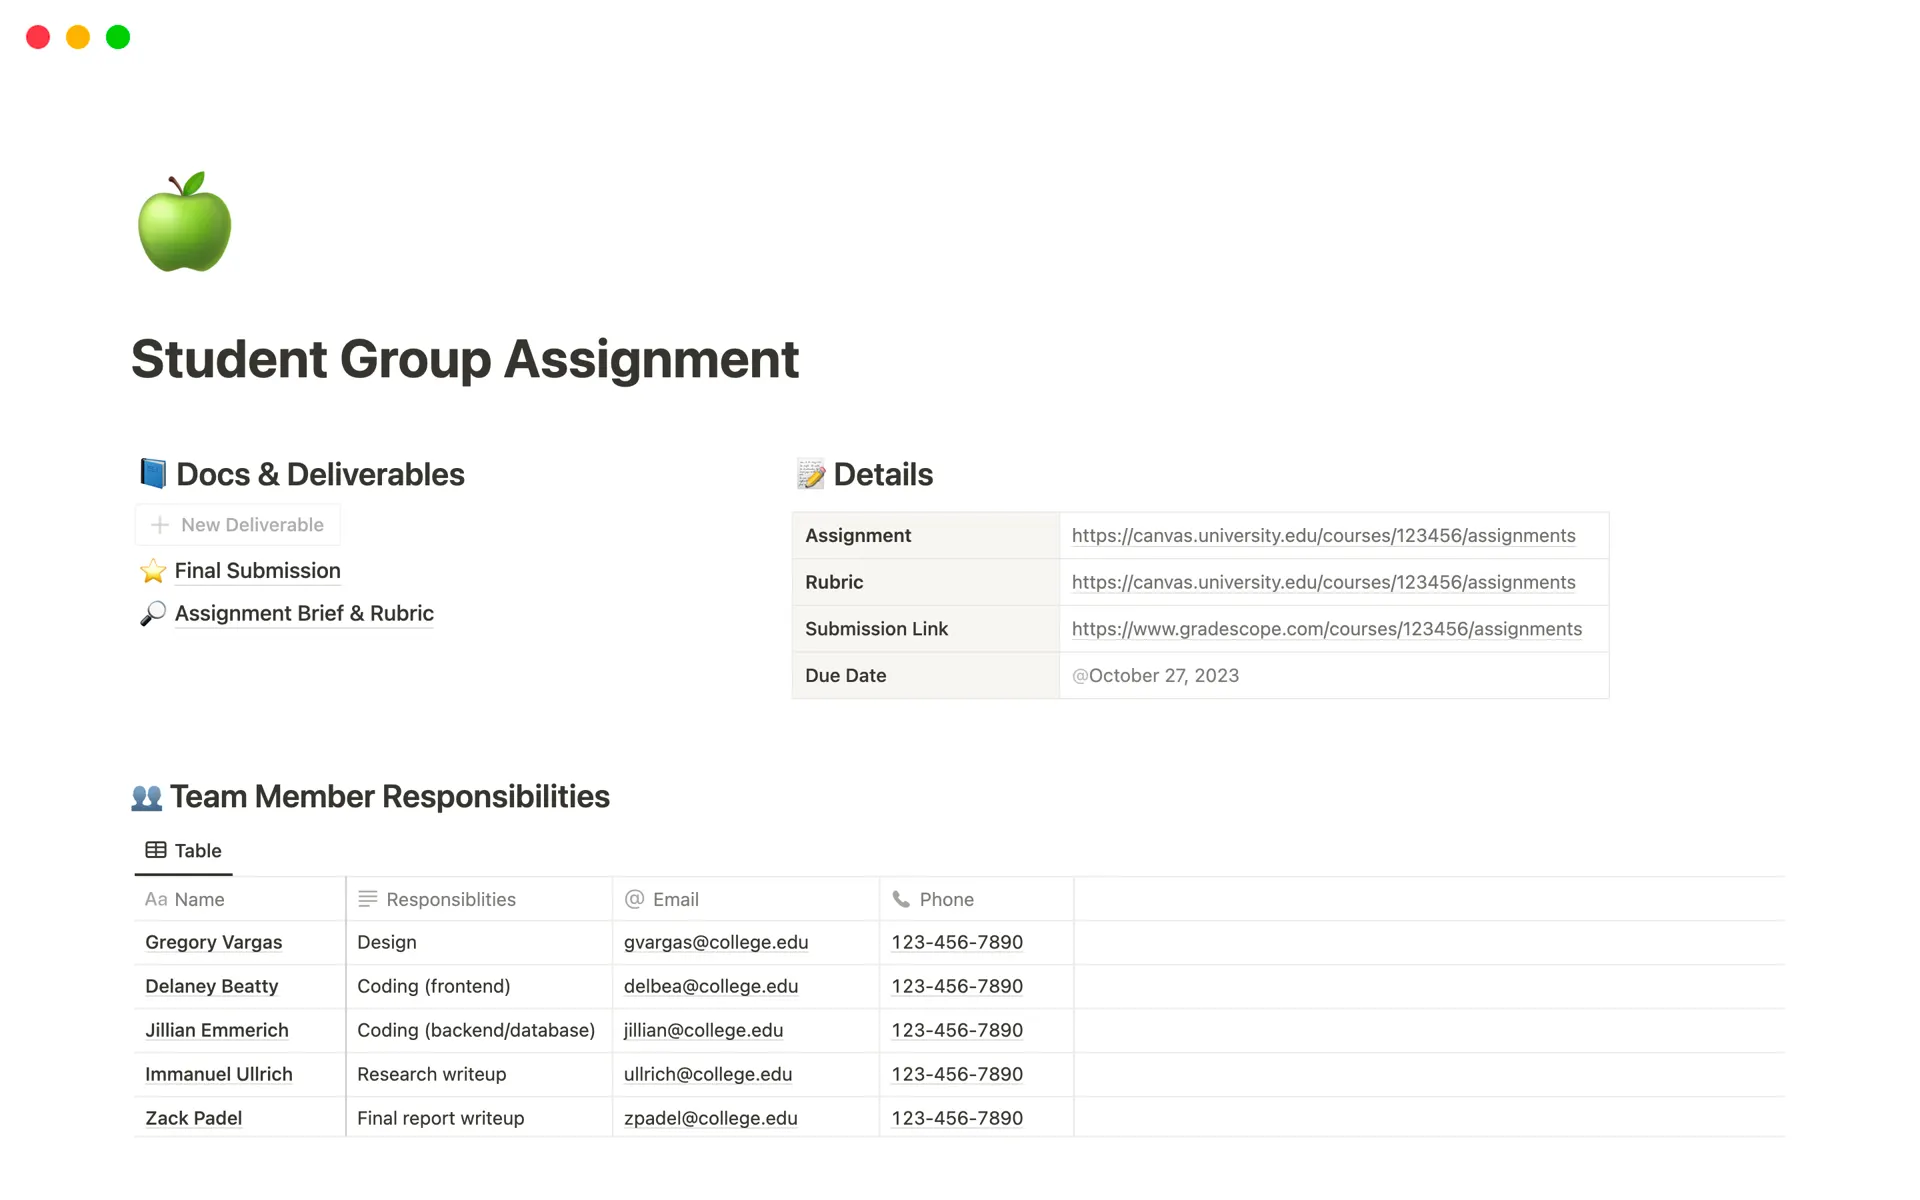 Student Group Assignment
Docs & Deliverables
New Deliverable
Final Submission
Assignment Brief & Rubric
Details
Assignment https://canvas.university.edu/courses/123456/assignments
Rubric https://canvas.university.edu/courses/123456/assignments
Submission Link https://www.gradescope.com/courses/123456/assignments
Due Date @October 27, 2023
Team Member Responsibilities
Table
Aa Name Responsiblities @ Email Phone
Gregory Vargas Design gvargas@college.edu 123-456-7890
Delaney Beatty Coding (frontend) delbea@college.edu 123-456-7890
Jillian Emmerich Coding (backend/database) jillian@college.edu 123-456-7890
Immanuel Ullrich Research writeup ullrich@college.edu 123-456-7890
Zack Padel Final report writeup zpadel@college.edu 123-456-7890